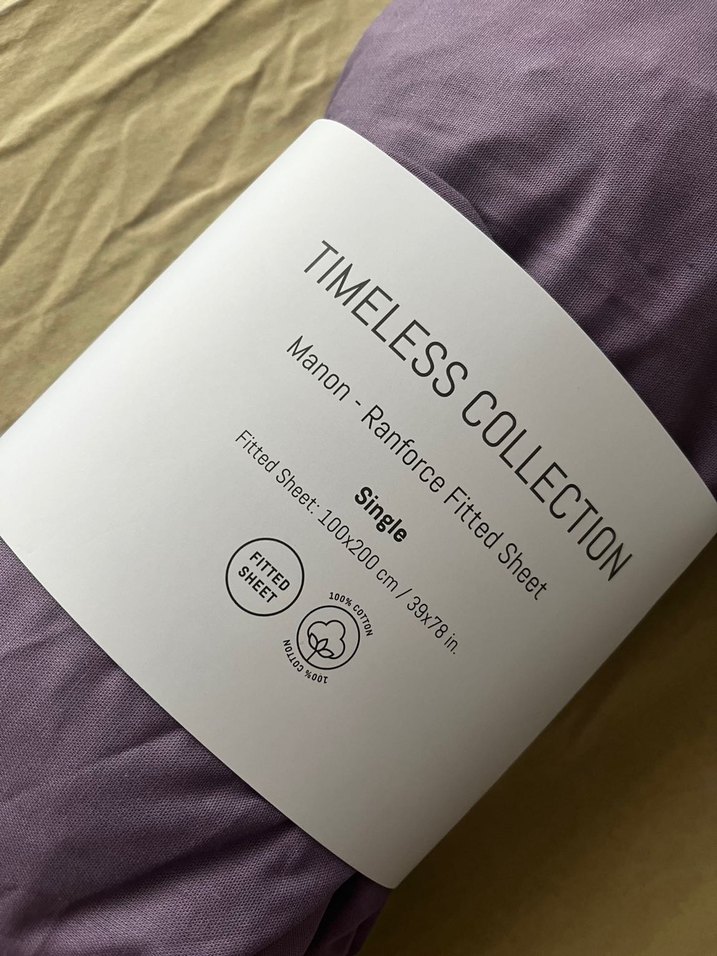 TIMELESS COLLECTION
Manon - Ranforce Fitted Sheet
Single
Fitted Sheet: 100x200 cm / 39x78 in.
FITTED
SHEET
100% COTTON
100% COTTON